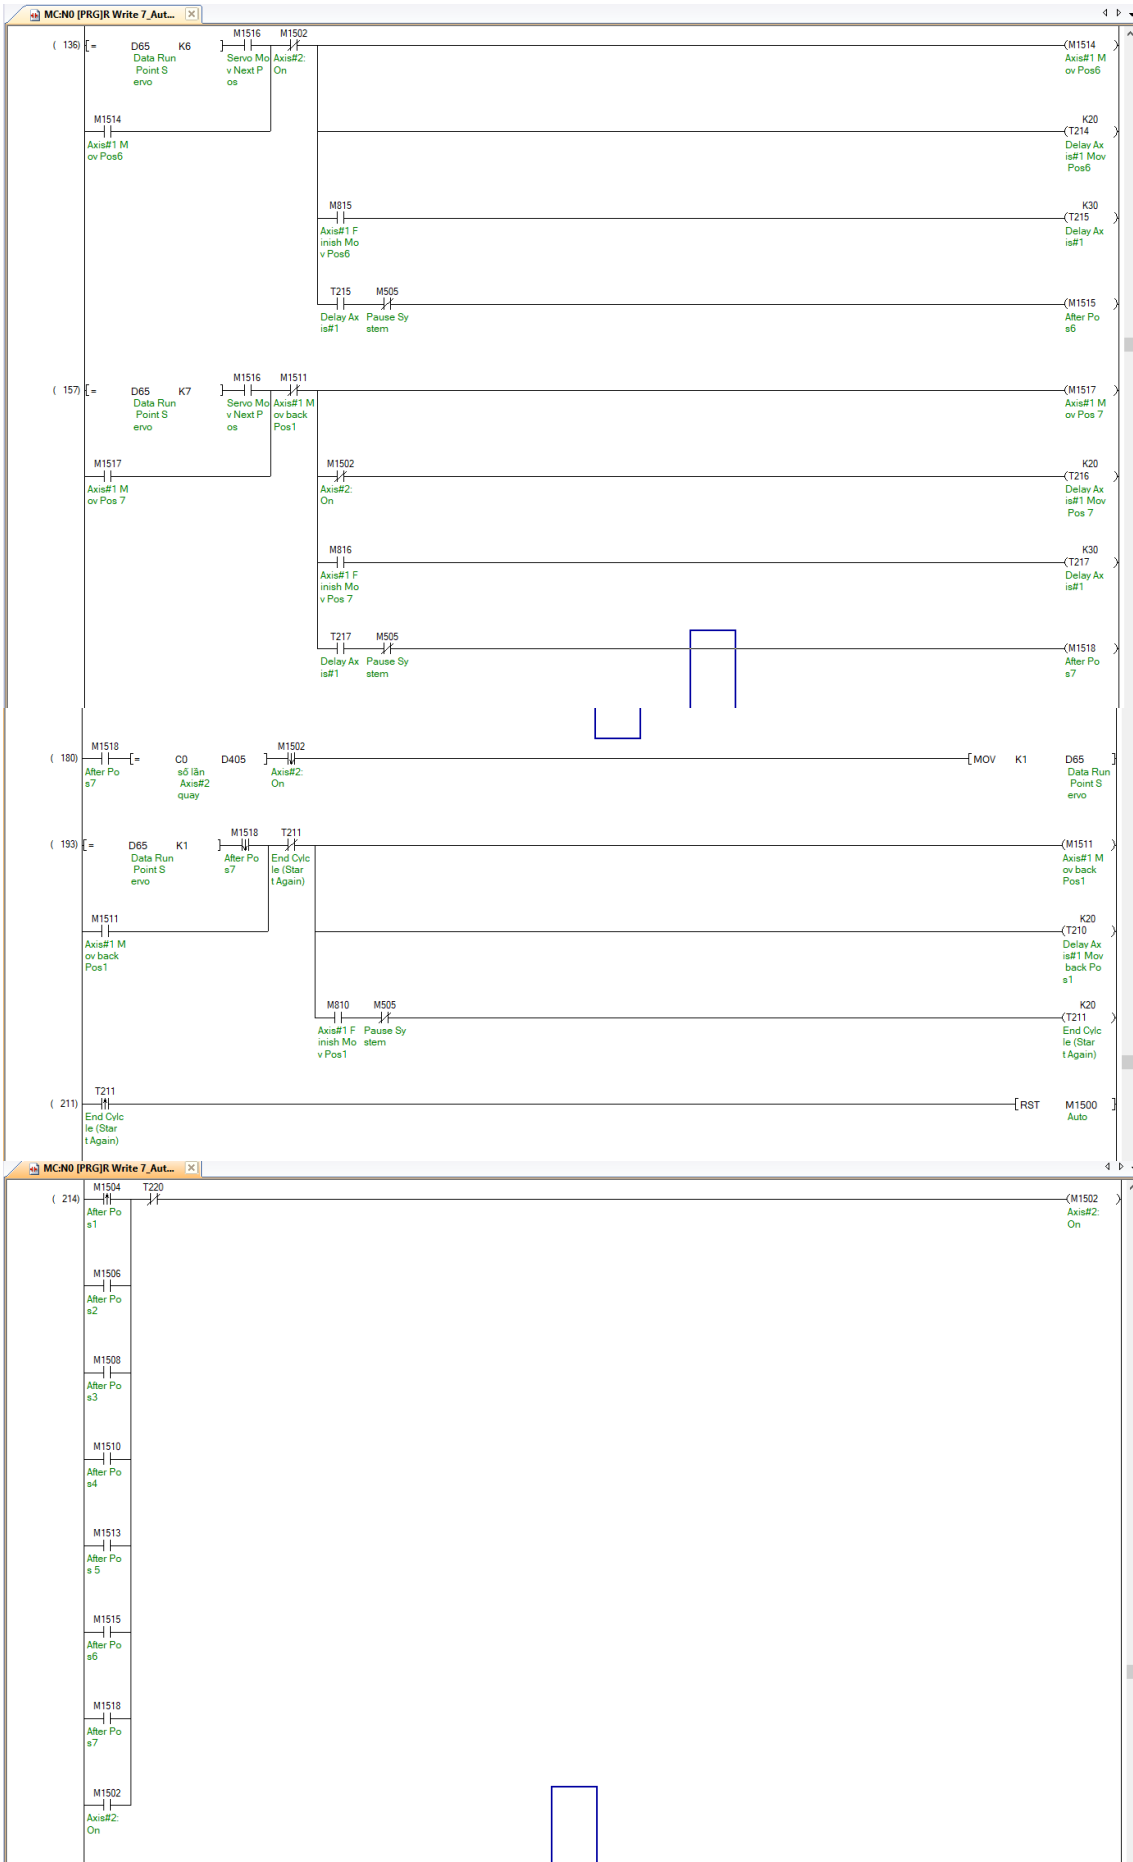 MC:N0 [PRG]R Write 7_Aut...
M1516 M1502
( 136) [= D65 K6 ] (M1514 )
Data Run Servo Mo Axis#2: Axis#1 M
Point S v Next P On ov Pos6
ervo os
M1514 K20
(T214 )
Axis#1 M Delay Ax
ov Pos6 is#1 Mov
Pos6
M815 K30
(T215 )
Axis#1 F Delay Ax
inish Mo is#1
v Pos6
T215 M505
(M1515 )
Delay Ax Pause Sy After Po
is#1 stem s6
M1516 M1511
( 157) [= D65 K7 ] (M1517 )
Data Run Servo Mo Axis#1 M Axis#1 M
Point S v Next P ov back ov Pos 7
ervo os Pos1
M1517 M1502 K20
(T216 )
Axis#1 M Axis#2: Delay Ax
ov Pos 7 On is#1 Mov
Pos 7
M816 K30
(T217 )
Axis#1 F Delay Ax
inish Mo is#1
v Pos 7
T217 M505
(M1518 )
Delay Ax Pause Sy After Po
is#1 stem s7
M1518 M1502
( 180) [= C0 D405 ] [MOV K1 D65 ]
After Po số lần Axis#2: Data Run
s7 Axis#2 On Point S
quay ervo
M1518 T211
( 193) [= D65 K1 ] (M1511 )
Data Run After Po End Cylc Axis#1 M
Point S s7 le (Star ov back
ervo t Again) Pos1
M1511 K20
(T210 )
Axis#1 M Delay Ax
ov back is#1 Mov
Pos1 back Po
s1
M810 M505 K20
(T211 )
Axis#1 F Pause Sy End Cylc
inish Mo stem le (Star
v Pos1 t Again)
T211
( 211) [RST M1500 ]
End Cylc Auto
le (Star
t Again)
MC:N0 [PRG]R Write 7_Aut...
M1504 T220
( 214) (M1502 )
After Po Axis#2:
s1 On
M1506
After Po
s2
M1508
After Po
s3
M1510
After Po
s4
M1513
After Po
s 5
M1515
After Po
s6
M1518
After Po
s7
M1502
Axis#2:
On